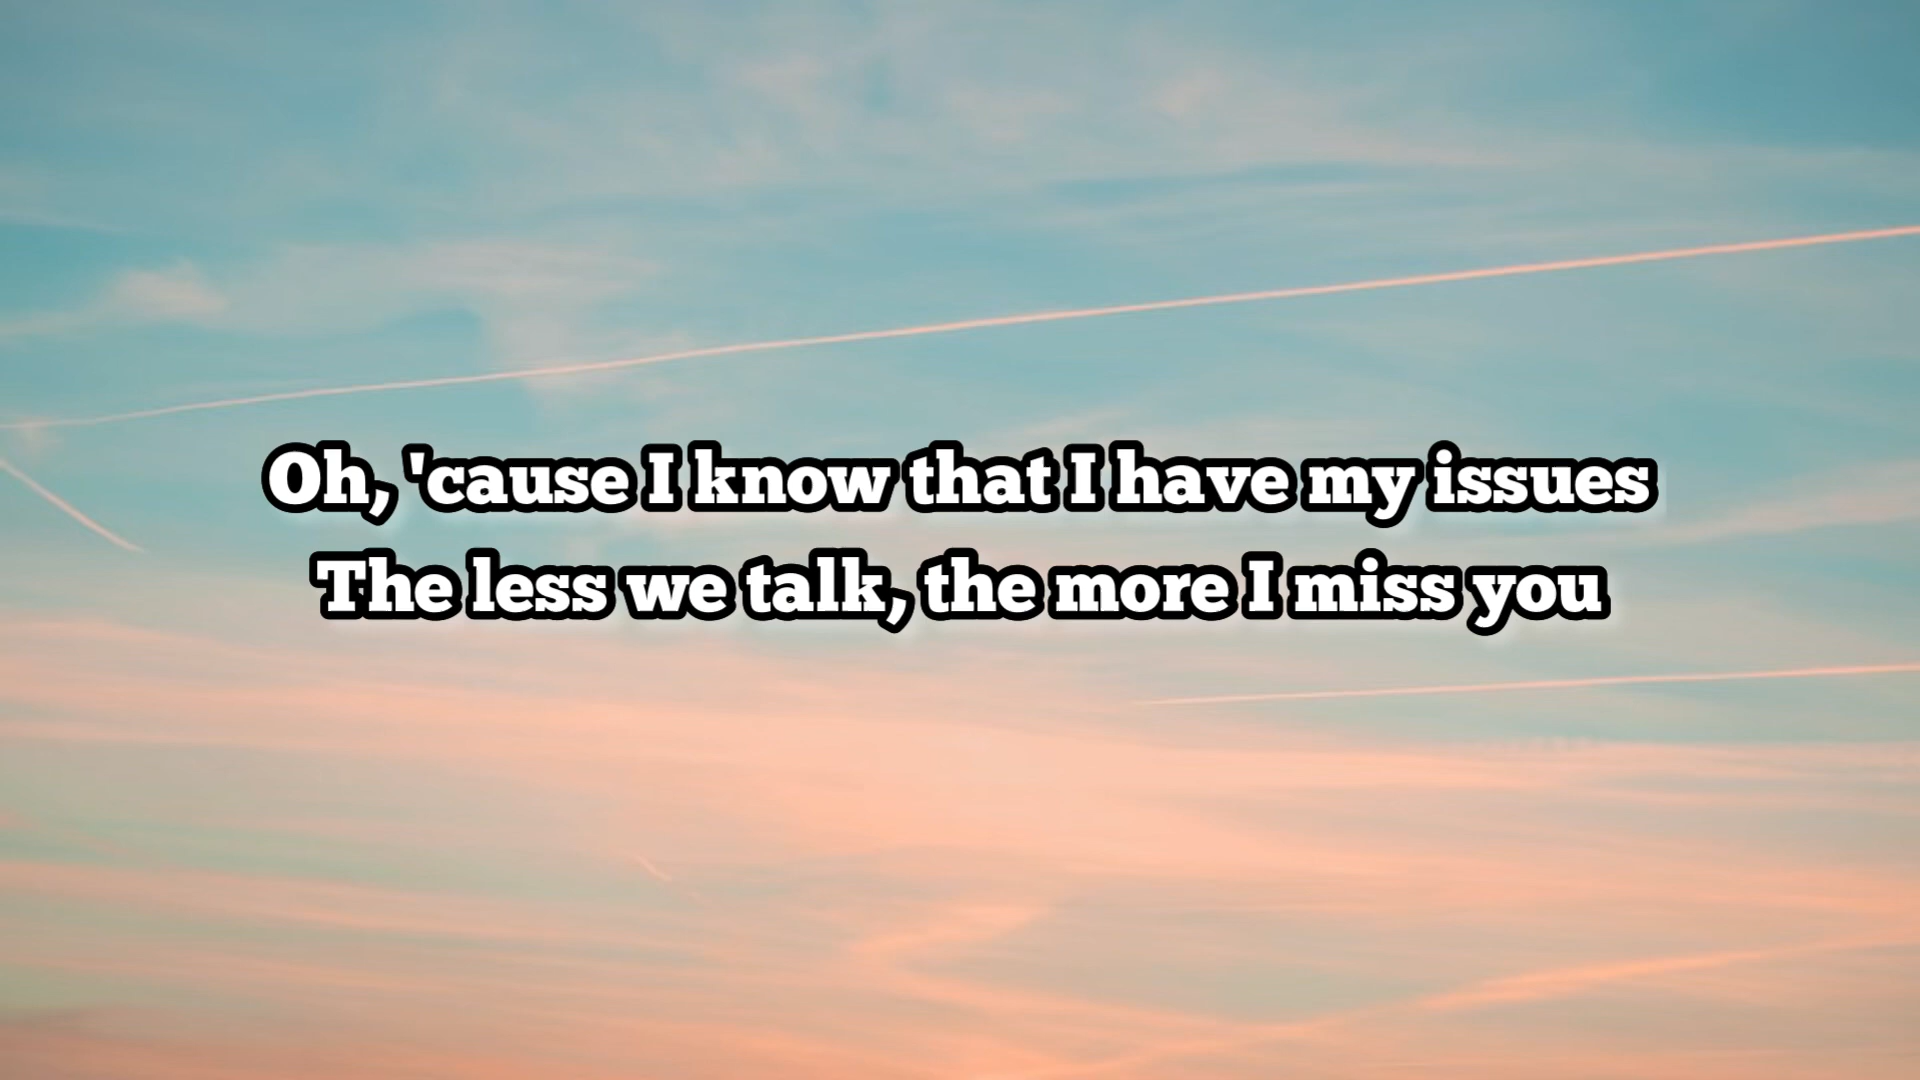 Oh, 'cause I know that I have my issues
The less we talk, the more I miss you